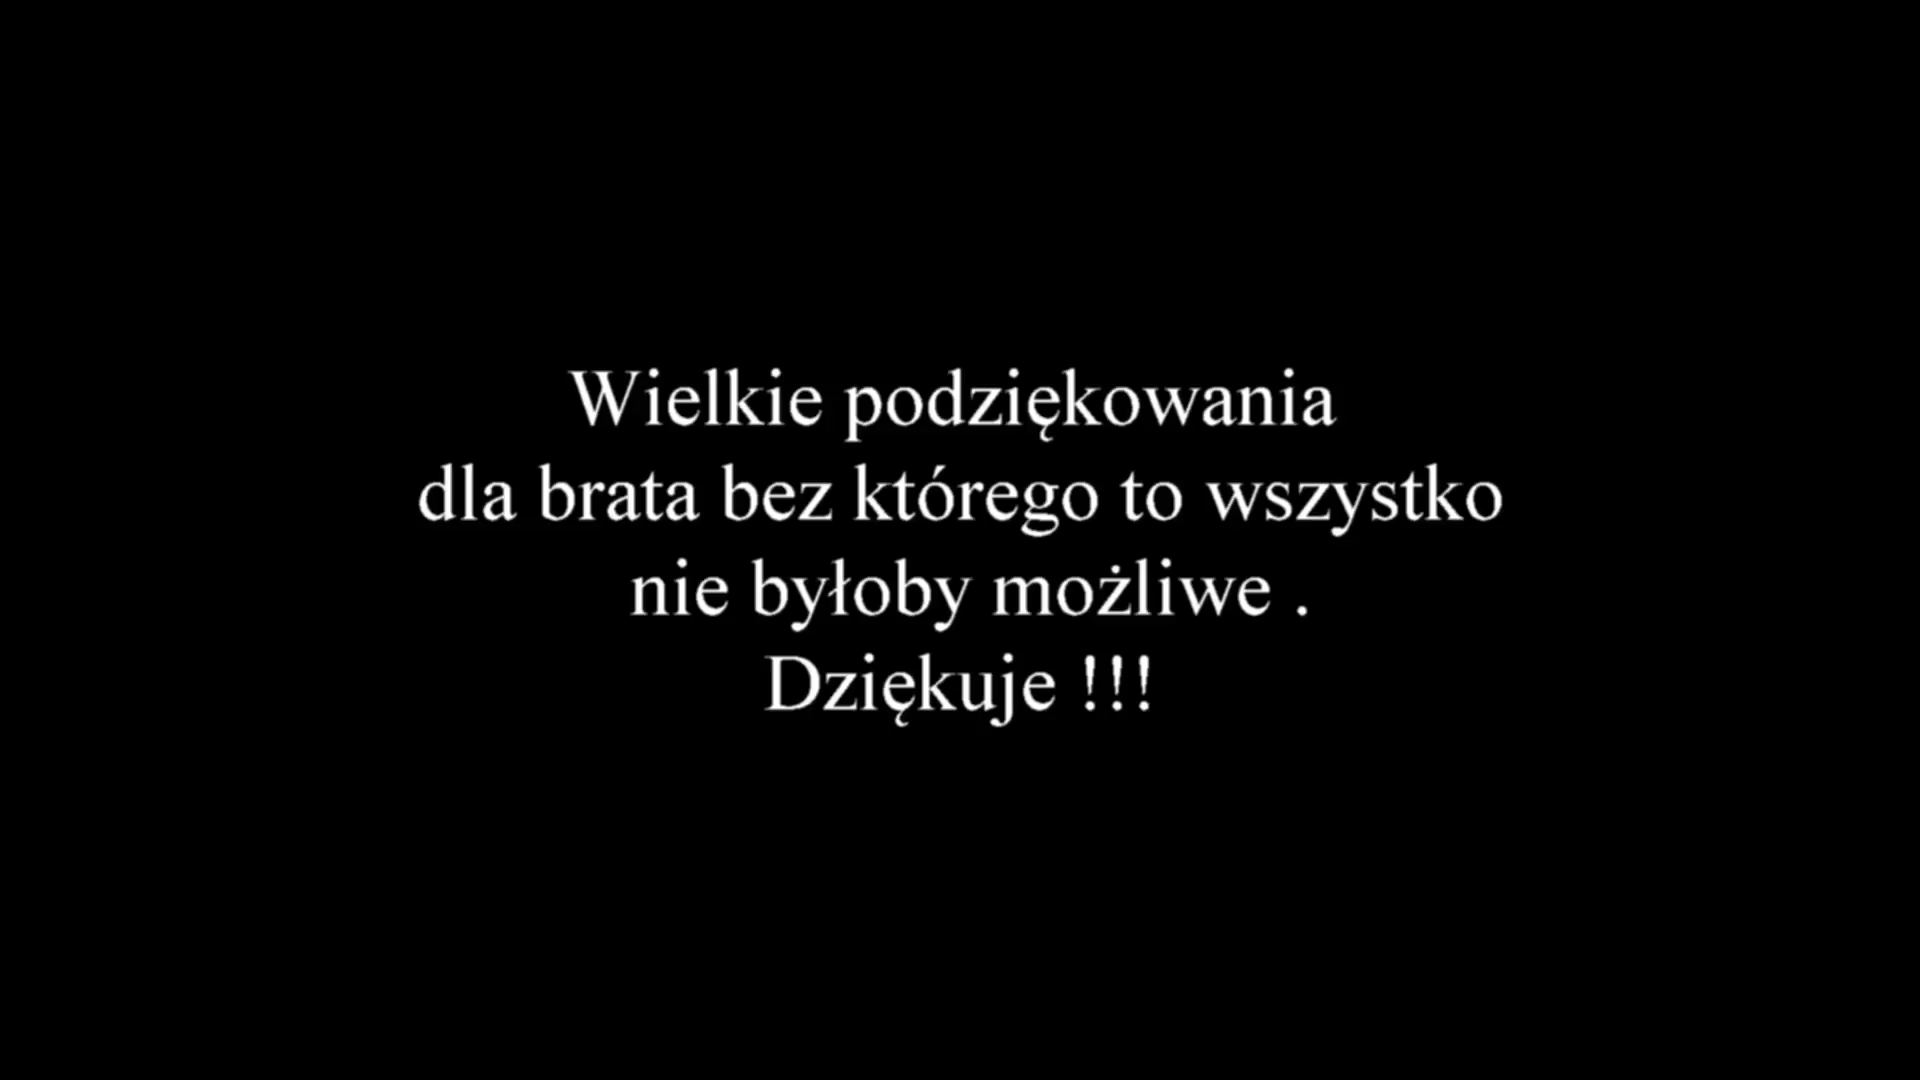 Wielkie podziękowania
dla brata bez którego to wszystko
nie byłoby możliwe .
Dziękuje !!!